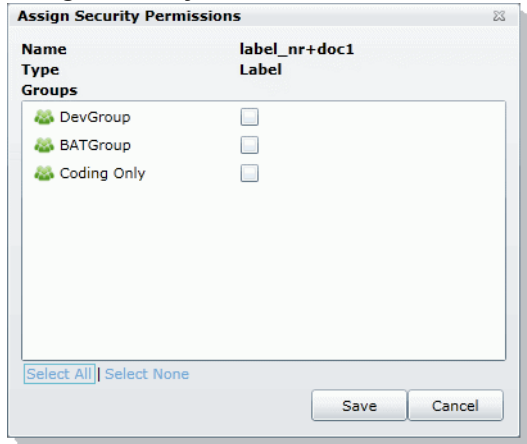 Assign Security Permissions
Name label_nr+doc1
Type Label
Groups
DevGroup
BATGroup
Coding Only
Select All | Select None
Save Cancel